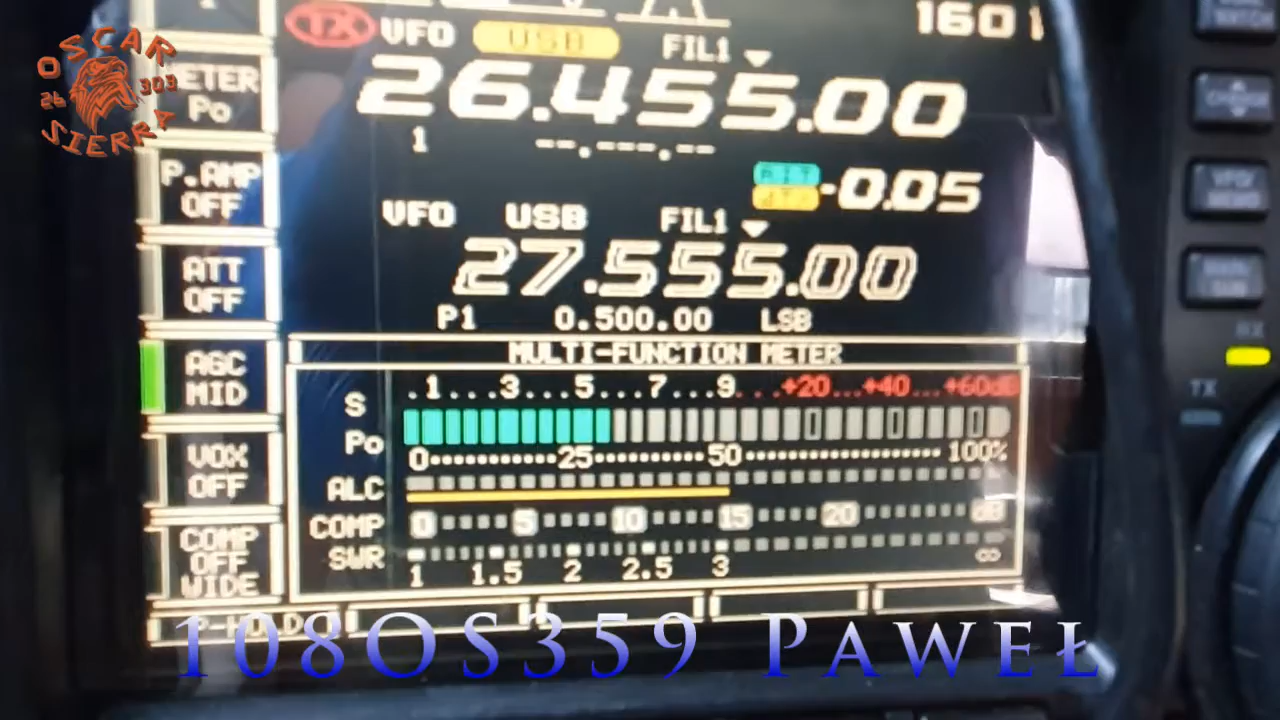 160
TX VFO USB FIL1
26.455.00
1 --.---.--
-0.05
VFO USB FIL1
27.555.00
P1 0.500.00 LSB
MULTI-FUNCTION METER
S .1...3...5...7...9...+20...+40...+60dB
Po
0 25 50 100%
ALC
COMP 0 5 10 15 20 dB
SWR
1 1.5 2 2.5 3 ∞
METER
Po
P.AMP
OFF
ATT
OFF
AGC
MID
VOX
OFF
COMP
OFF
WIDE
P-HOLD
TX
OSCAR
26 303
SIERRA
108OS359 PAWEŁ